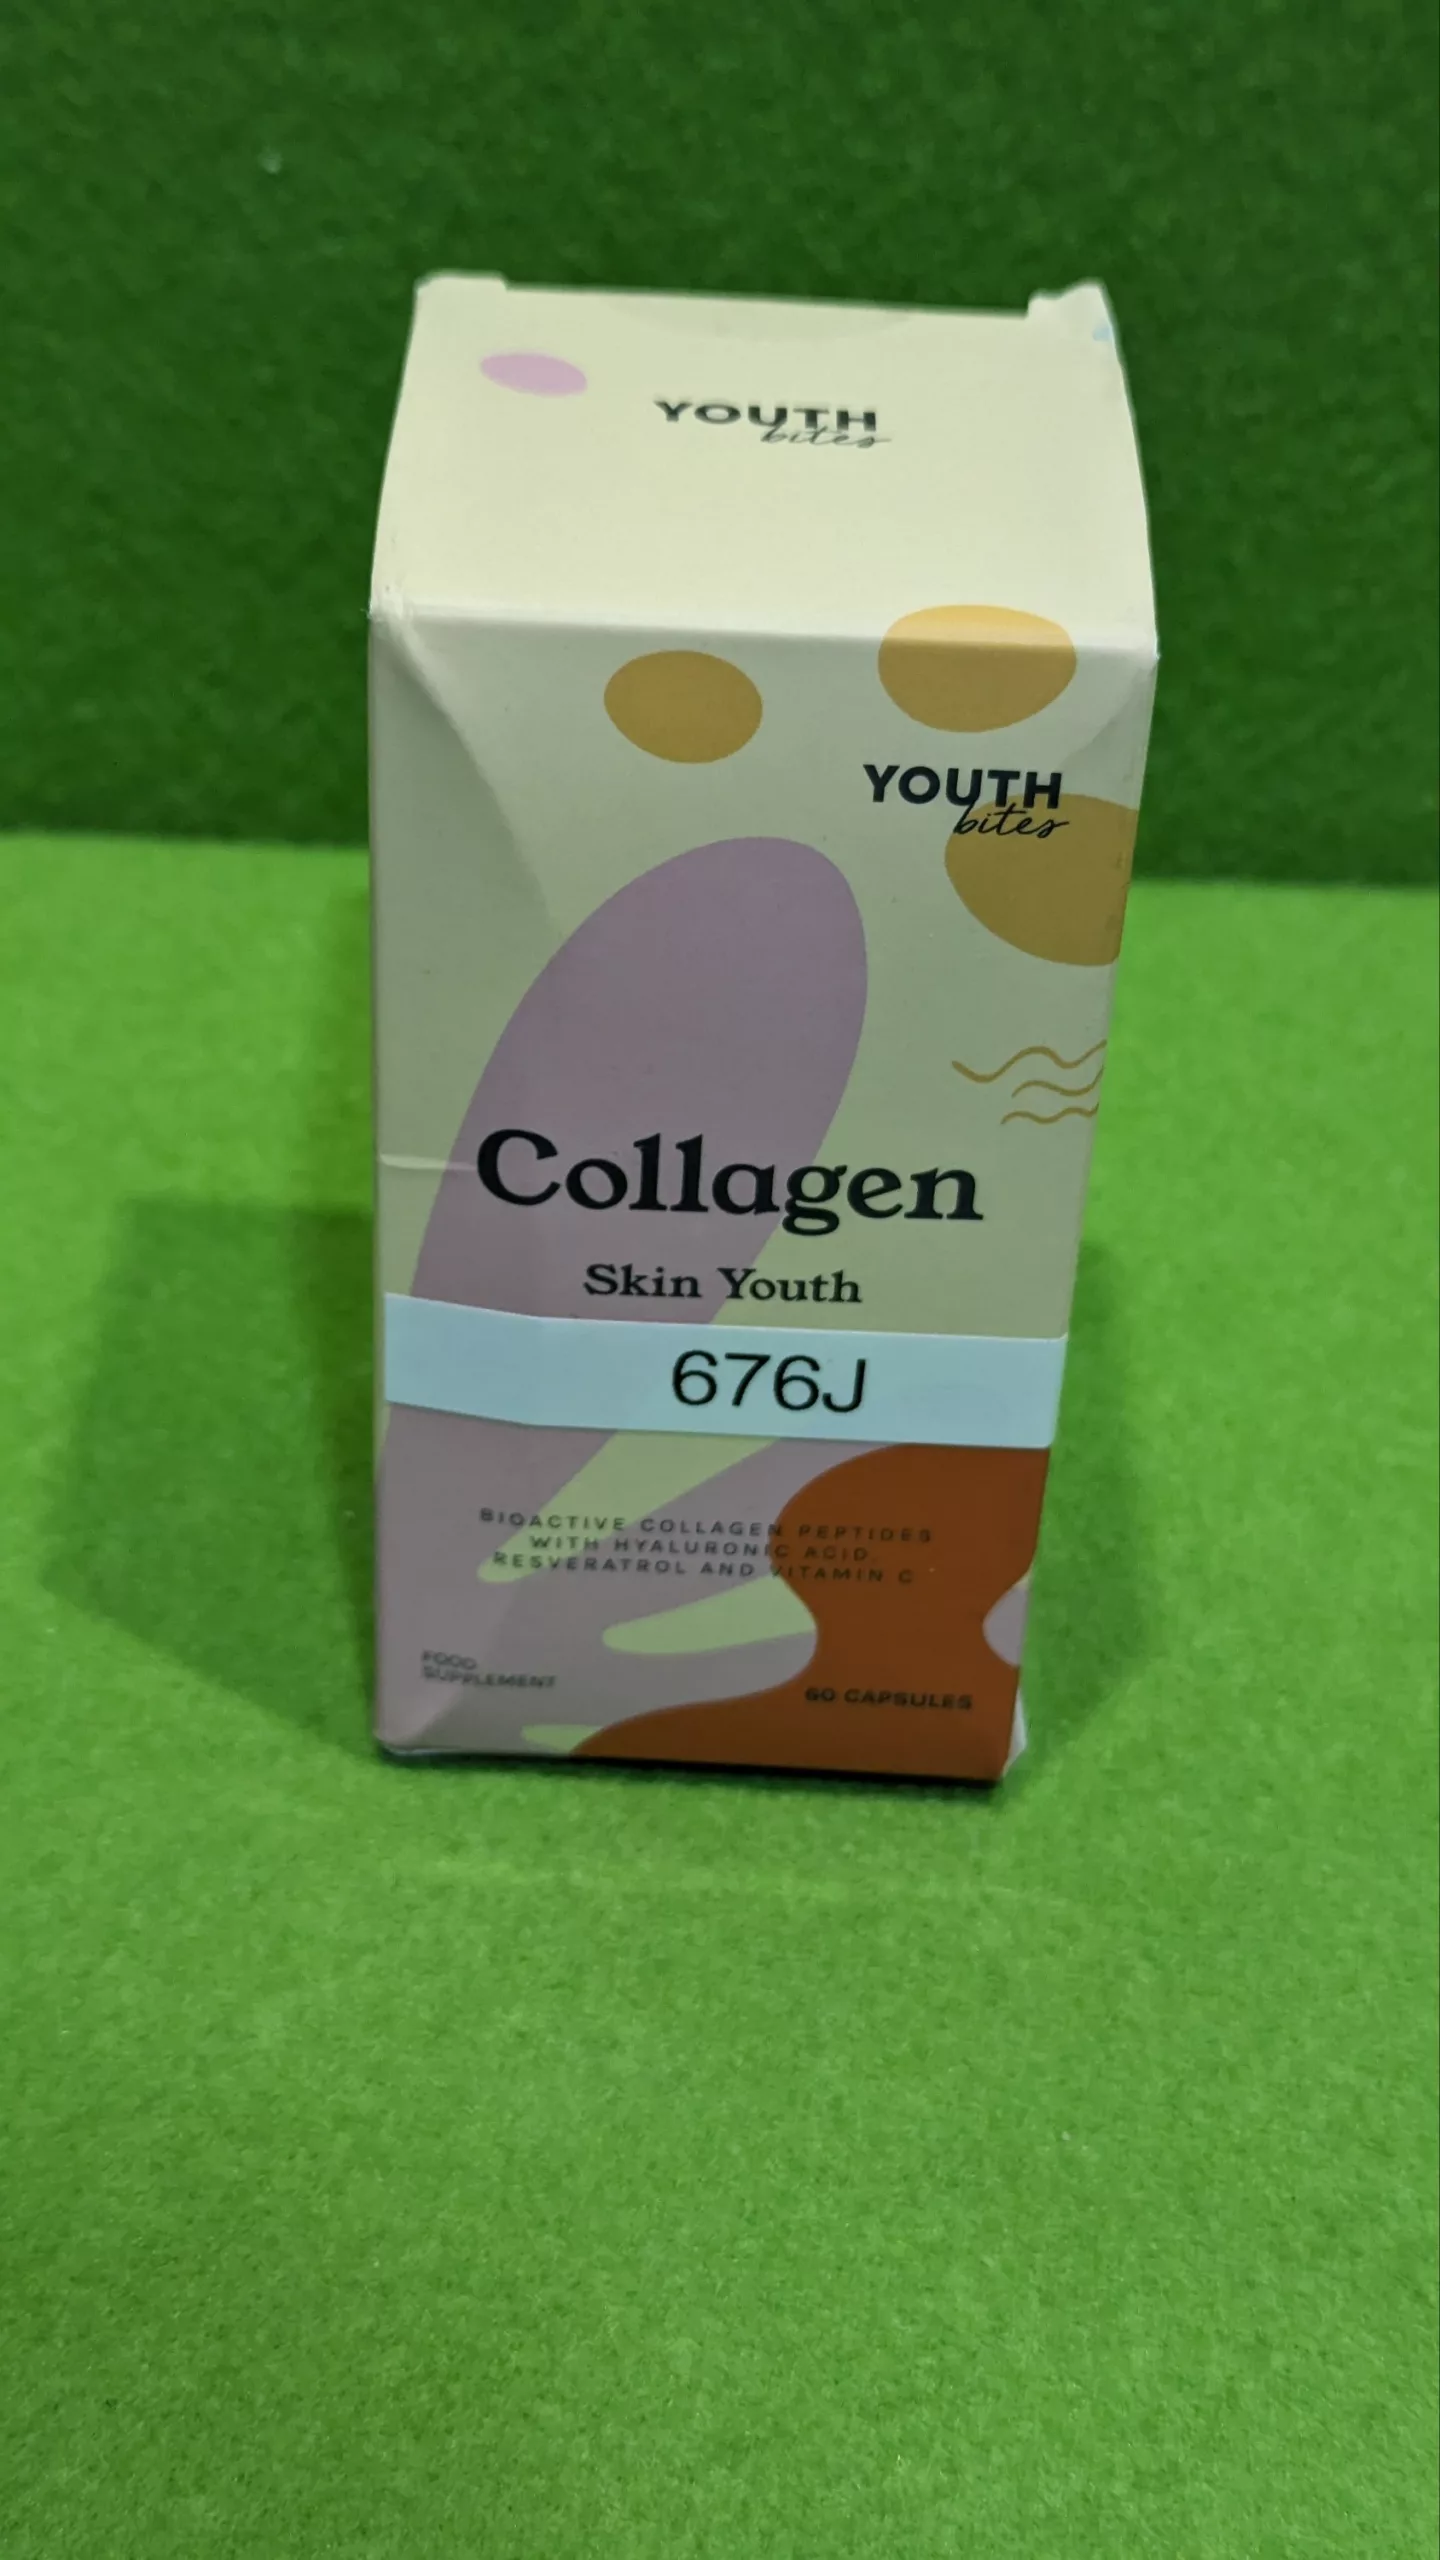 YOUTH
bites
YOUTH
bites
Collagen
Skin Youth
676J
BIOACTIVE COLLAGEN PEPTIDES
WITH HYALURONIC ACID,
RESVERATROL AND VITAMIN C
FOOD
SUPPLEMENT
60 CAPSULES